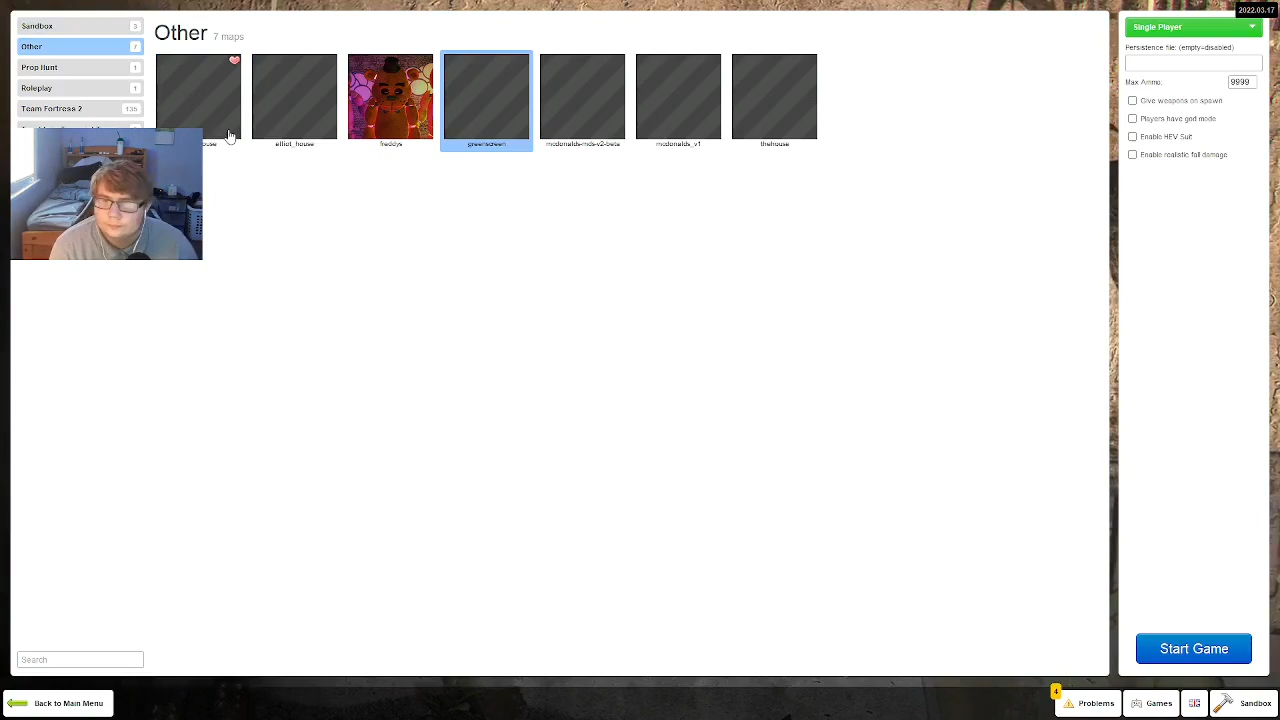 2022.03.17
Sandbox 3
Other 7
Prop Hunt 1
Roleplay 1
Team Fortress 2 135
Other 7 maps
elliot_house
freddys
greenscreen
mcdonalds-mds-v2-beta
mcdonalds_v1
thehouse
Single Player
Persistence file: (empty=disabled)
Max Ammo: 9999
Give weapons on spawn
Players have god mode
Enable HEV Suit
Enable realistic fall damage
Search
Start Game
Back to Main Menu
4
Problems
Games
Sandbox